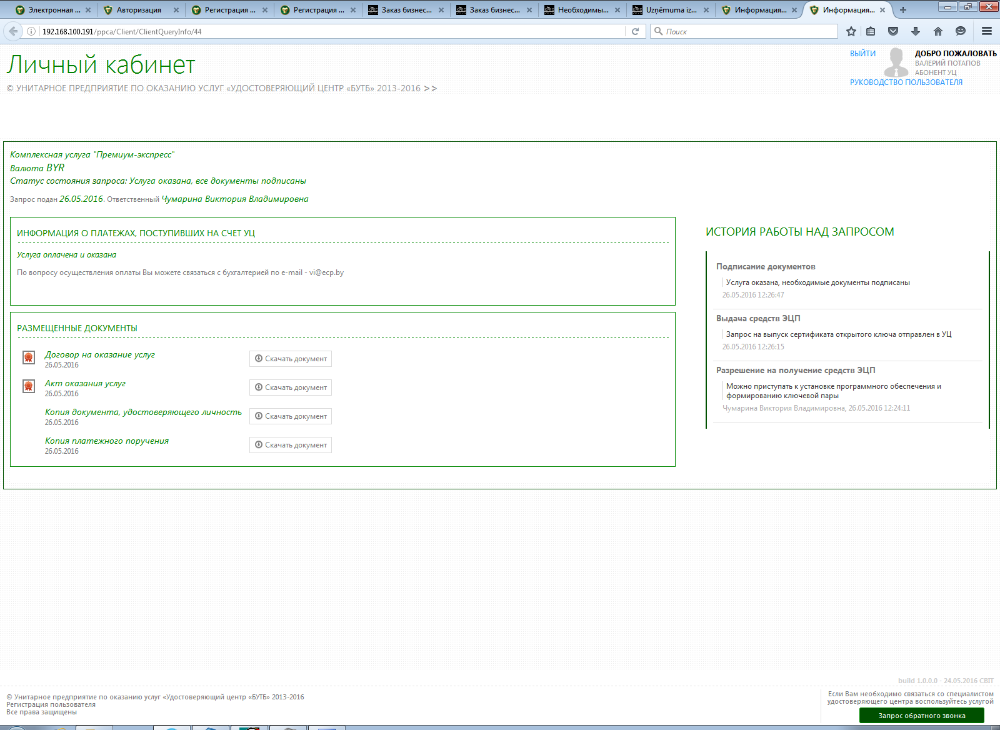 Электронная ...
Авторизация
Регистрация ...
Регистрация ...
Заказ бизнес...
Заказ бизнес...
Необходимы...
Uzņēmuma iz...
Информация...
Информация...
192.168.100.191/ppca/Client/ClientQueryInfo/44
Поиск
Личный кабинет
© УНИТАРНОЕ ПРЕДПРИЯТИЕ ПО ОКАЗАНИЮ УСЛУГ «УДОСТОВЕРЯЮЩИЙ ЦЕНТР «БУТБ» 2013-2016 >>
ВЫЙТИ
ДОБРО ПОЖАЛОВАТЬ
ВАЛЕРИЙ ПОТАПОВ
АБОНЕНТ УЦ
РУКОВОДСТВО ПОЛЬЗОВАТЕЛЯ
Комплексная услуга "Премиум-экспресс"
Валюта BYR
Статус состояния запроса: Услуга оказана, все документы подписаны
Запрос подан 26.05.2016. Ответственный Чумарина Виктория Владимировна
ИНФОРМАЦИЯ О ПЛАТЕЖАХ, ПОСТУПИВШИХ НА СЧЕТ УЦ
Услуга оплачена и оказана
По вопросу осуществления оплаты Вы можете связаться с бухгалтерией по e-mail - vi@ecp.by
РАЗМЕЩЕННЫЕ ДОКУМЕНТЫ
Договор на оказание услуг
26.05.2016
Скачать документ
Акт оказания услуг
26.05.2016
Скачать документ
Копия документа, удостоверяющего личность
26.05.2016
Скачать документ
Копия платежного поручения
26.05.2016
Скачать документ
ИСТОРИЯ РАБОТЫ НАД ЗАПРОСОМ
Подписание документов
Услуга оказана, необходимые документы подписаны
26.05.2016 12:26:47
Выдача средств ЭЦП
Запрос на выпуск сертификата открытого ключа отправлен в УЦ
26.05.2016 12:26:15
Разрешение на получение средств ЭЦП
Можно приступать к установке программного обеспечения и
формированию ключевой пары
Чумарина Виктория Владимировна, 26.05.2016 12:24:11
build 1.0.0.0 - 24.05.2016 СВІТ
© Унитарное предприятие по оказанию услуг «Удостоверяющий центр «БУТБ» 2013-2016
Регистрация пользователя
Все права защищены
Если Вам необходимо связаться со специалистом
удостоверяющего центра воспользуйтесь услугой
Запрос обратного звонка